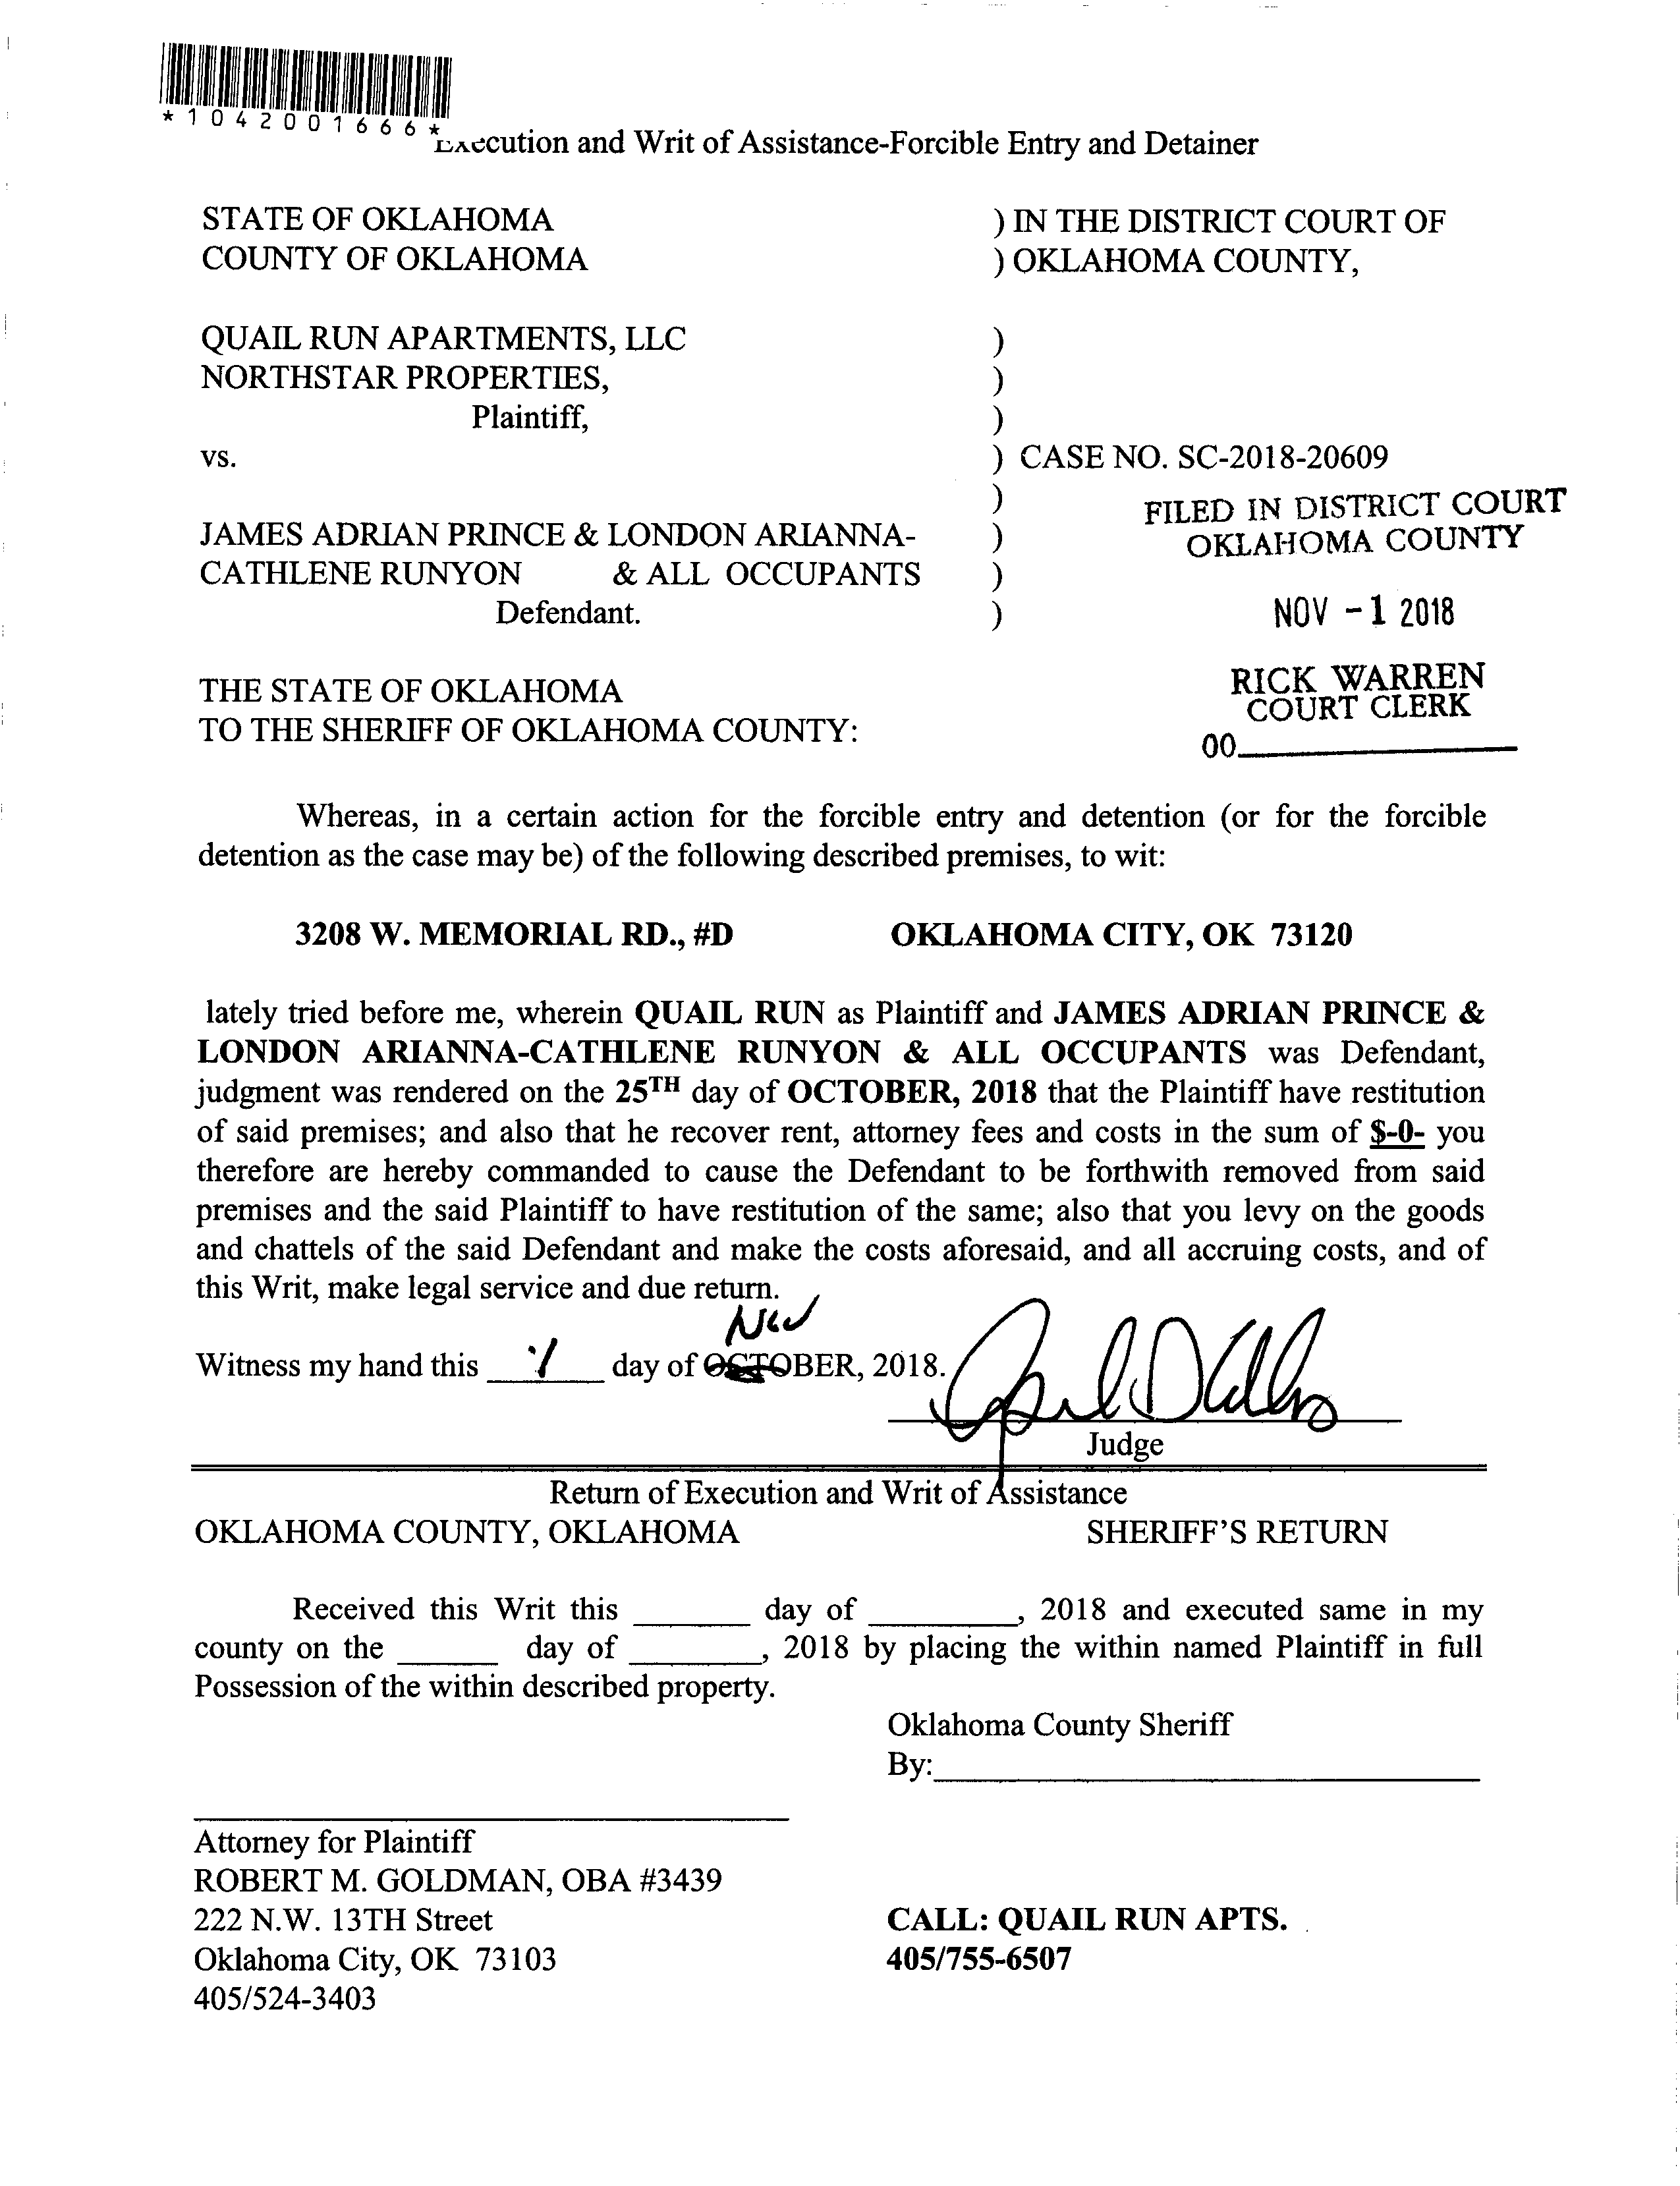 *1042001666*
Execution and Writ of Assistance-Forcible Entry and Detainer
STATE OF OKLAHOMA ) IN THE DISTRICT COURT OF
COUNTY OF OKLAHOMA ) OKLAHOMA COUNTY,
QUAIL RUN APARTMENTS, LLC )
NORTHSTAR PROPERTIES, )
Plaintiff, )
vs. ) CASE NO. SC-2018-20609
) FILED IN DISTRICT COURT
JAMES ADRIAN PRINCE & LONDON ARIANNA- ) OKLAHOMA COUNTY
CATHLENE RUNYON & ALL OCCUPANTS )
Defendant. ) NOV -1 2018
THE STATE OF OKLAHOMA RICK WARREN
TO THE SHERIFF OF OKLAHOMA COUNTY: COURT CLERK
00
Whereas, in a certain action for the forcible entry and detention (or for the forcible
detention as the case may be) of the following described premises, to wit:
3208 W. MEMORIAL RD., #D OKLAHOMA CITY, OK 73120
lately tried before me, wherein QUAIL RUN as Plaintiff and JAMES ADRIAN PRINCE &
LONDON ARIANNA-CATHLENE RUNYON & ALL OCCUPANTS was Defendant,
judgment was rendered on the 25TH day of OCTOBER, 2018 that the Plaintiff have restitution
of said premises; and also that he recover rent, attorney fees and costs in the sum of $-0- you
therefore are hereby commanded to cause the Defendant to be forthwith removed from said
premises and the said Plaintiff to have restitution of the same; also that you levy on the goods
and chattels of the said Defendant and make the costs aforesaid, and all accruing costs, and of
this Writ, make legal service and due return.
Nov
Witness my hand this 1 day of OCTOBER, 2018.
Judge
Return of Execution and Writ of Assistance
OKLAHOMA COUNTY, OKLAHOMA SHERIFF'S RETURN
Received this Writ this ______ day of ________, 2018 and executed same in my
county on the ______ day of ________, 2018 by placing the within named Plaintiff in full
Possession of the within described property.
Oklahoma County Sheriff
By:
Attorney for Plaintiff
ROBERT M. GOLDMAN, OBA #3439
222 N.W. 13TH Street CALL: QUAIL RUN APTS.
Oklahoma City, OK 73103 405/755-6507
405/524-3403